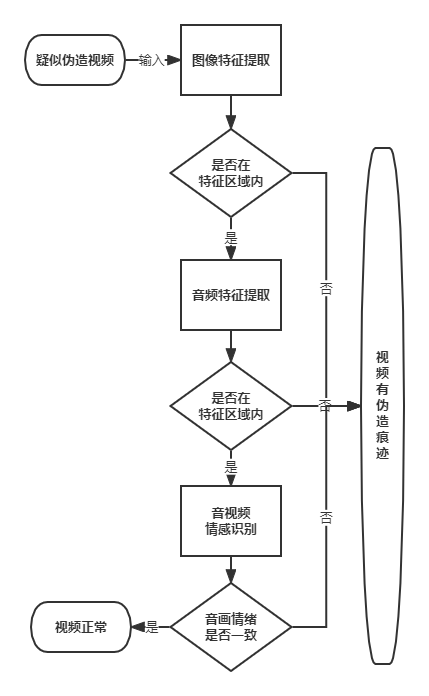 疑似伪造视频
输入
图像特征提取
是否在
特征区域内
是
否
音频特征提取
是否在
特征区域内
否
是
音视频
情感识别
否
音画情绪
是否一致
是
视频正常
视
频
有
伪
造
痕
迹